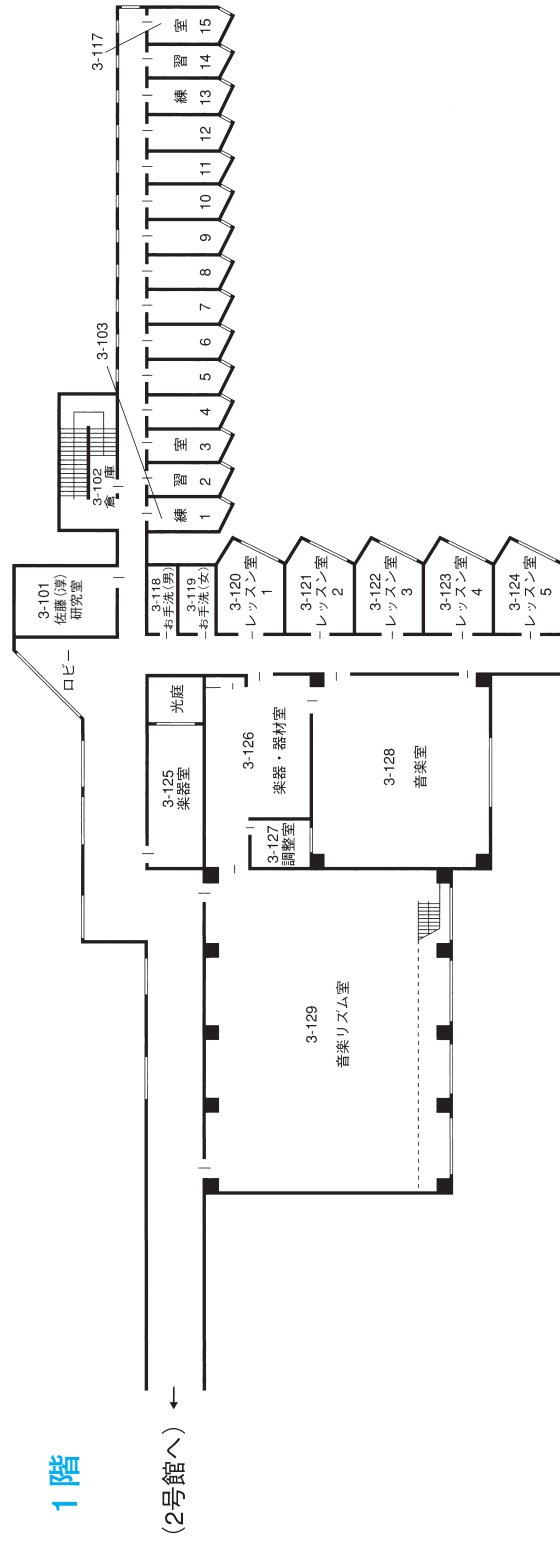 1階
(2号館へ)
ロビー
3-101
佐藤(淳)
研究室
3-102
倉庫
3-103
3-117
練習室
1
2
3
4
5
6
7
8
9
10
11
12
練習室
13
14
15
3-118
お手洗(男)
3-119
お手洗(女)
3-120
レッスン室
1
3-121
レッスン室
2
3-122
レッスン室
3
3-123
レッスン室
4
3-124
レッスン室
5
3-125
楽器室
光庭
3-126
楽器・器材室
3-127
調整室
3-128
音楽室
3-129
音楽リズム室